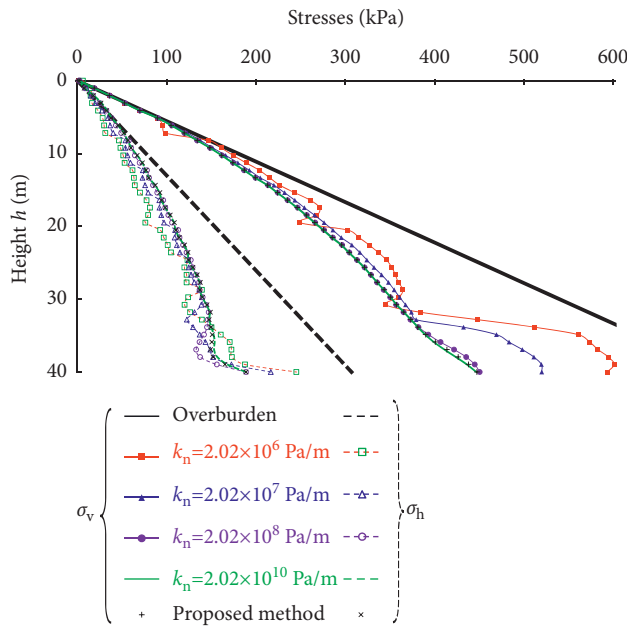 Stresses (kPa)
0 100 200 300 400 500 600
Height h (m)
0
10
20
30
40
σv
Overburden
kn=2.02×10^6 Pa/m
kn=2.02×10^7 Pa/m
kn=2.02×10^8 Pa/m
kn=2.02×10^10 Pa/m
Proposed method
σh